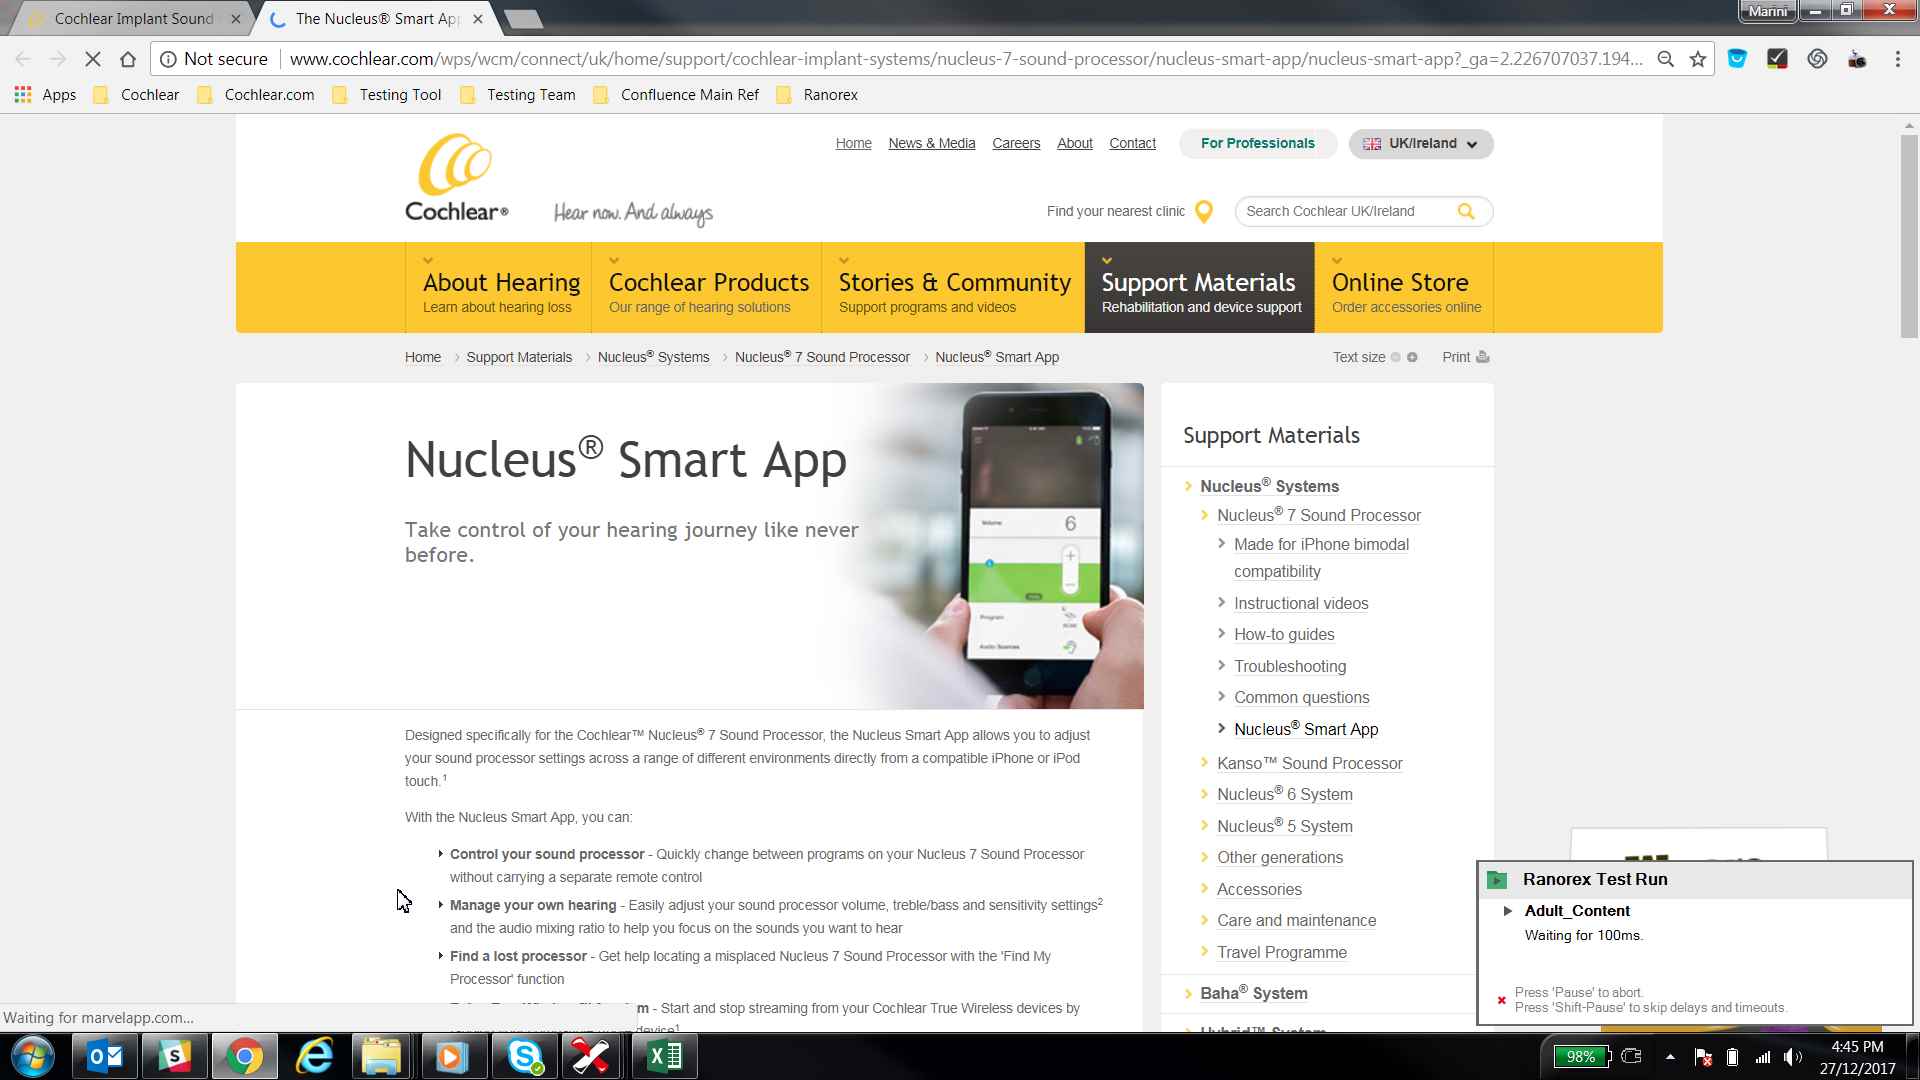 Cochlear Implant Sound
The Nucleus® Smart App
Marini
Not secure
www.cochlear.com/wps/wcm/connect/uk/home/support/cochlear-implant-systems/nucleus-7-sound-processor/nucleus-smart-app/nucleus-smart-app?_ga=2.226707037.194...
Apps
Cochlear
Cochlear.com
Testing Tool
Testing Team
Confluence Main Ref
Ranorex
Cochlear®
Hear now. And always
Home
News & Media
Careers
About
Contact
For Professionals
UK/Ireland
Find your nearest clinic
Search Cochlear UK/Ireland
About Hearing
Learn about hearing loss
Cochlear Products
Our range of hearing solutions
Stories & Community
Support programs and videos
Support Materials
Rehabilitation and device support
Online Store
Order accessories online
Home
Support Materials
Nucleus® Systems
Nucleus® 7 Sound Processor
Nucleus® Smart App
Text size
Print
Nucleus® Smart App
Take control of your hearing journey like never
before.
Volume
6
Program
Audio Sources
Designed specifically for the Cochlear™ Nucleus® 7 Sound Processor, the Nucleus Smart App allows you to adjust
your sound processor settings across a range of different environments directly from a compatible iPhone or iPod
touch.1
With the Nucleus Smart App, you can:
Control your sound processor - Quickly change between programs on your Nucleus 7 Sound Processor
without carrying a separate remote control
Manage your own hearing - Easily adjust your sound processor volume, treble/bass and sensitivity settings2
and the audio mixing ratio to help you focus on the sounds you want to hear
Find a lost processor - Get help locating a misplaced Nucleus 7 Sound Processor with the 'Find My
Processor' function
- Start and stop streaming from your Cochlear True Wireless devices by
device1
Support Materials
Nucleus® Systems
Nucleus® 7 Sound Processor
Made for iPhone bimodal
compatibility
Instructional videos
How-to guides
Troubleshooting
Common questions
Nucleus® Smart App
Kanso™ Sound Processor
Nucleus® 6 System
Nucleus® 5 System
Other generations
Accessories
Care and maintenance
Travel Programme
Baha® System
Hybrid™ System
Ranorex Test Run
Adult_Content
Waiting for 100ms.
Press 'Pause' to abort.
Press 'Shift-Pause' to skip delays and timeouts.
Waiting for marvelapp.com...
98%
4:45 PM
27/12/2017